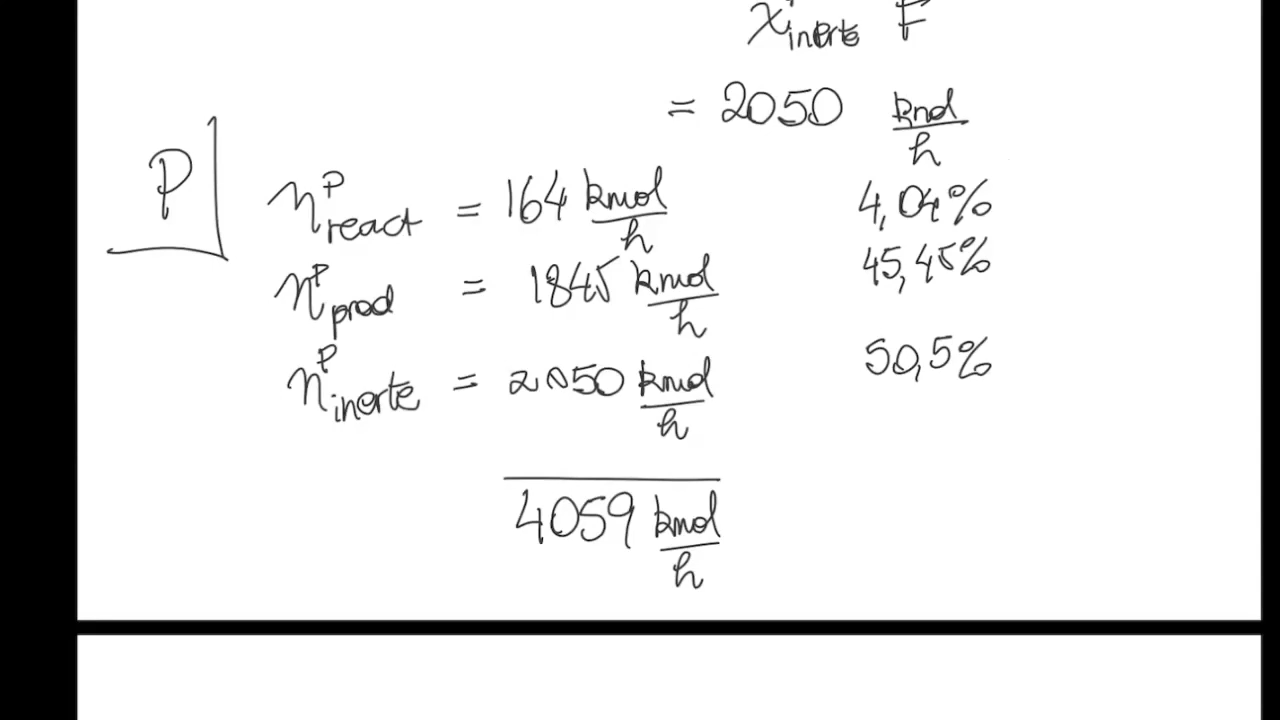 x inerte F
= 2050 kmol/h
P
n^P_react = 164 kmol/h 4,04%
n^P_prod = 1845 kmol/h 45,45%
n^P_inerte = 2050 kmol/h 50,5%
4059 kmol/h